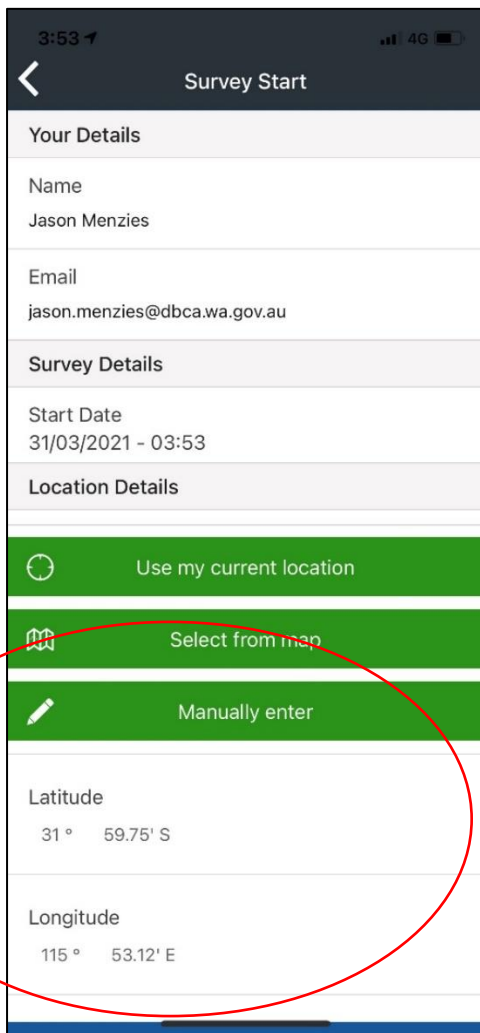 3:53
4G
Survey Start
Your Details
Name
Jason Menzies
Email
jason.menzies@dbca.wa.gov.au
Survey Details
Start Date
31/03/2021 - 03:53
Location Details
Use my current location
Select from map
Manually enter
Latitude
31 ° 59.75' S
Longitude
115 ° 53.12' E